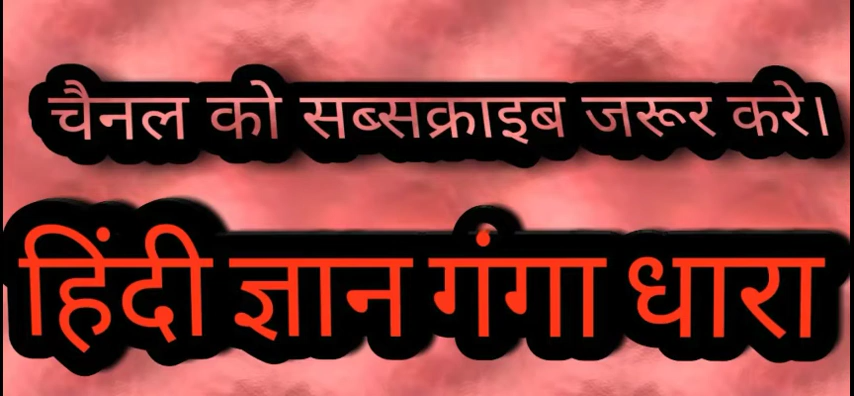 चैनल को सब्सक्राइब जरूर करे।
हिंदी ज्ञान गंगा धारा